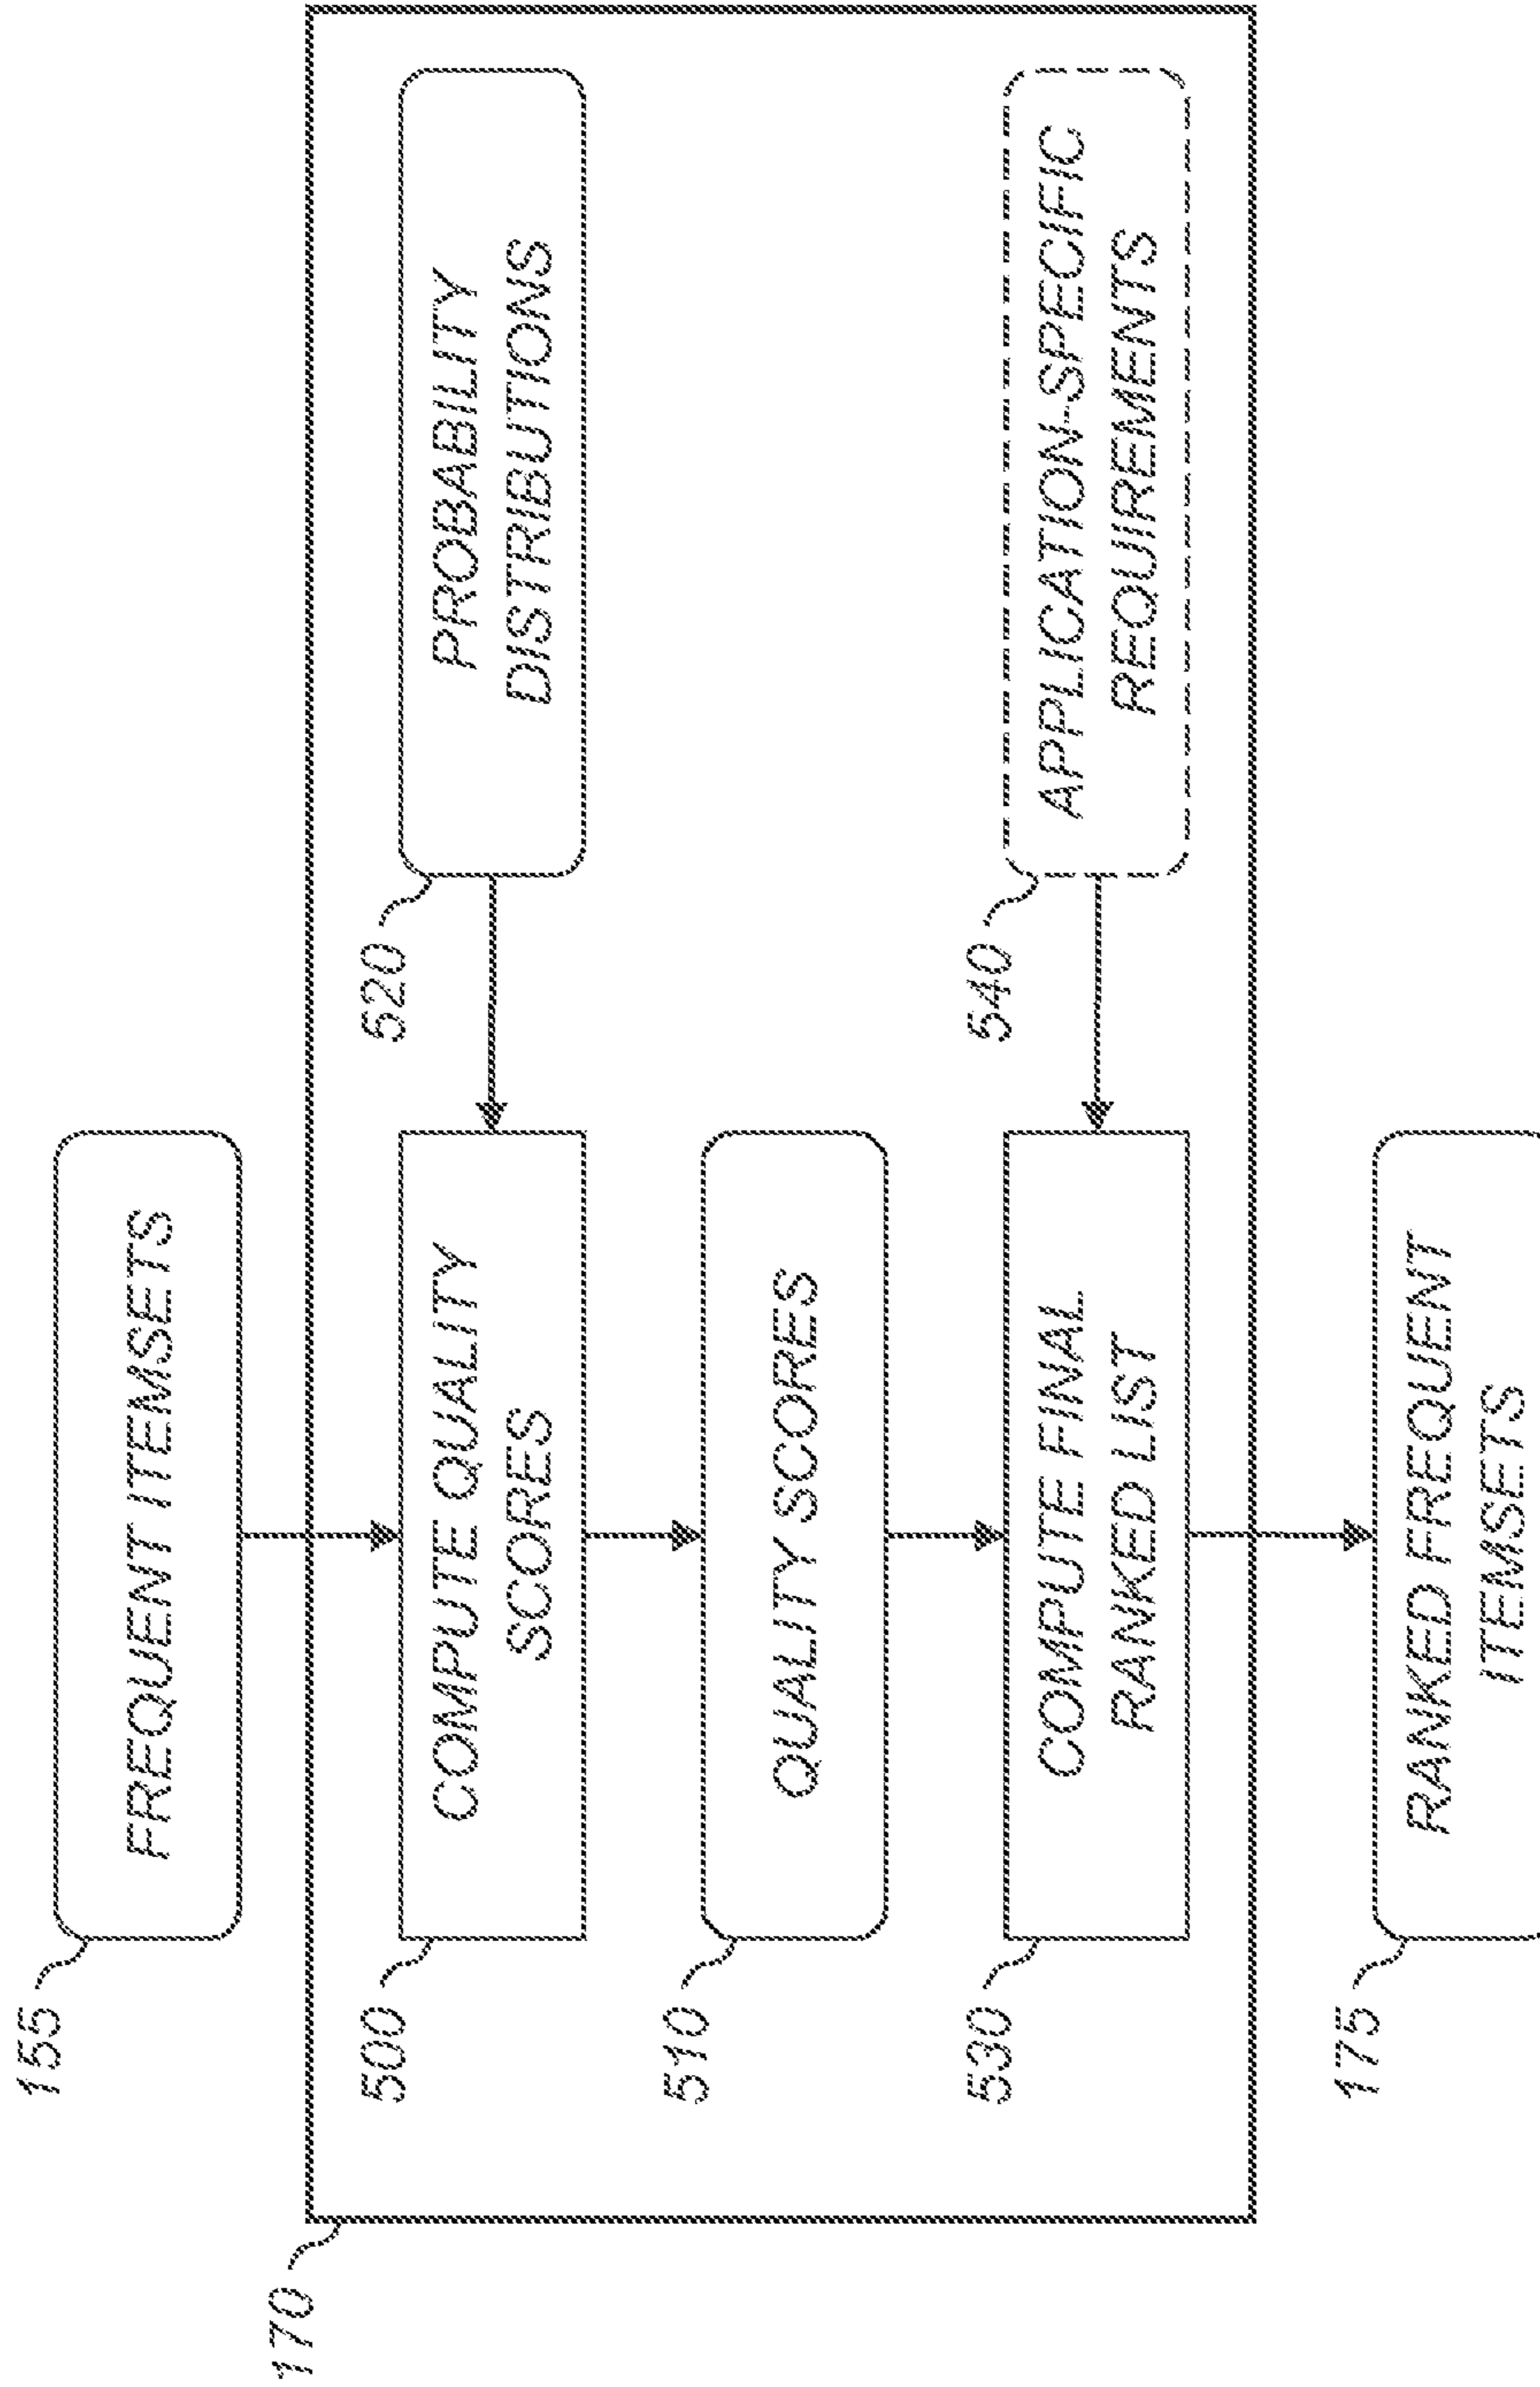 155
FREQUENT ITEMSETS
170
500
COMPUTE QUALITY
SCORES
520
PROBABILITY
DISTRIBUTIONS
510
QUALITY SCORES
530
COMPUTE FINAL
RANKED LIST
540
APPLICATION-SPECIFIC
REQUIREMENTS
175
RANKED FREQUENT
ITEMSETS